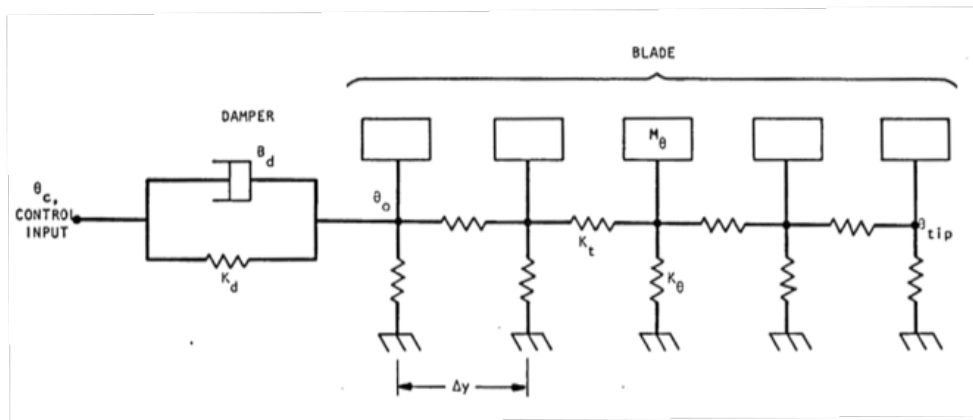 BLADE
DAMPER
B_d
M_θ
θ_c,
CONTROL
INPUT
θ_o
θ_tip
K_t
K_d
K_θ
Δy